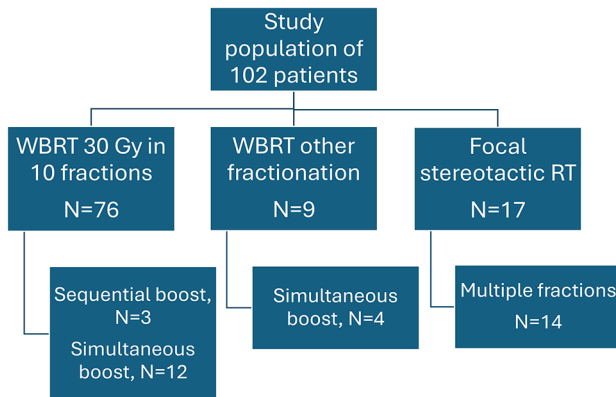 Study
population of
102 patients
WBRT 30 Gy in
10 fractions
N=76
WBRT other
fractionation
N=9
Focal
stereotactic RT
N=17
Sequential boost,
N=3
Simultaneous
boost, N=12
Simultaneous
boost, N=4
Multiple fractions
N=14